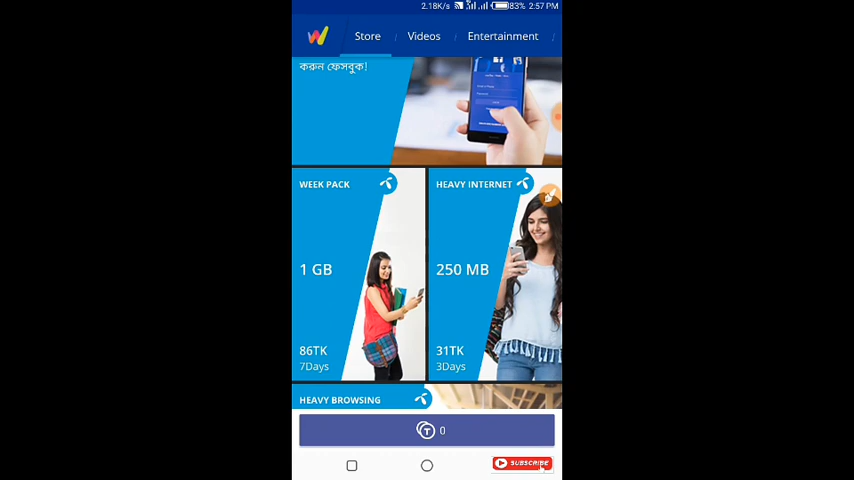 2.18K/s 83% 2:57 PM
Store / Videos / Entertainment /
করুন ফেসবুক!
WEEK PACK
1 GB
86TK
7Days
HEAVY INTERNET
250 MB
31TK
3Days
HEAVY BROWSING
T 0
SUBSCRIBE